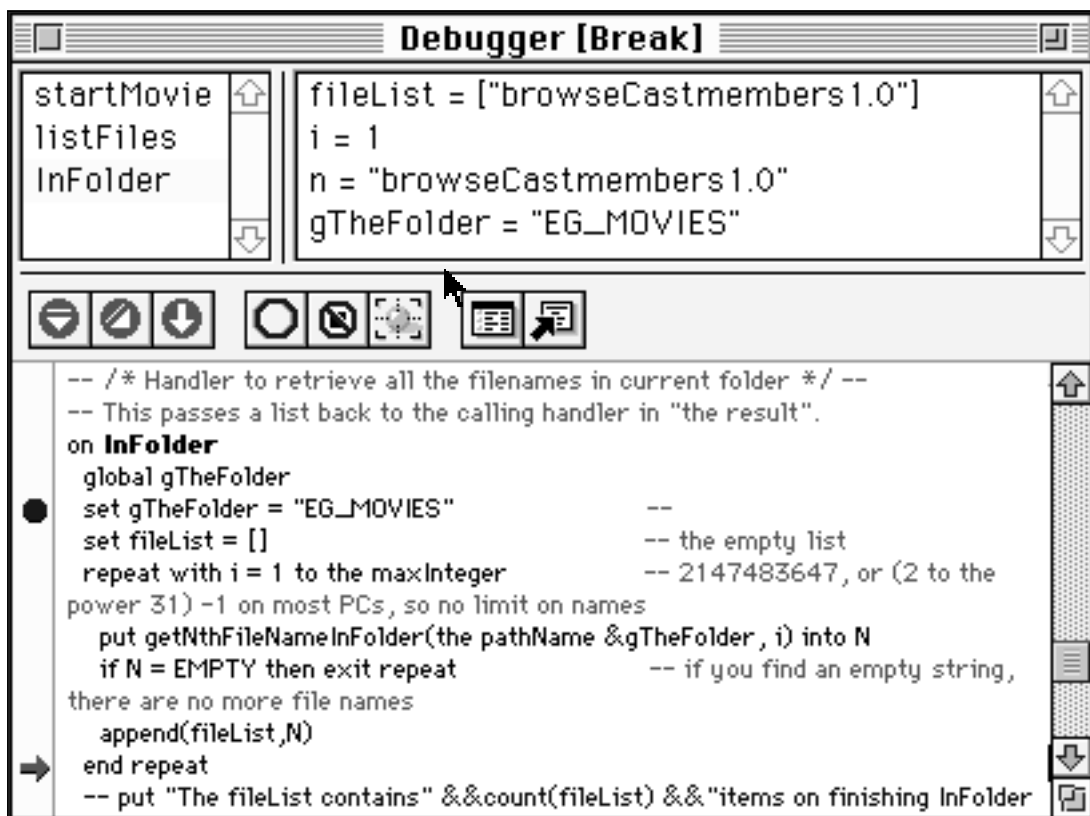 Debugger [Break]
startMovie
listFiles
InFolder
fileList = ["browseCastmembers1.0"]
i = 1
n = "browseCastmembers1.0"
gTheFolder = "EG_MOVIES"
-- /* Handler to retrieve all the filenames in current folder */ --
-- This passes a list back to the calling handler in "the result".
on InFolder
global gTheFolder
set gTheFolder = "EG_MOVIES" --
set fileList = [] -- the empty list
repeat with i = 1 to the maxInteger -- 2147483647, or (2 to the
power 31) -1 on most PCs, so no limit on names
put getNthFileNameInFolder(the pathName &gTheFolder, i) into N
if N = EMPTY then exit repeat -- if you find an empty string,
there are no more file names
append(fileList,N)
end repeat
-- put "The fileList contains" &&count(fileList) &&"items on finishing InFolder